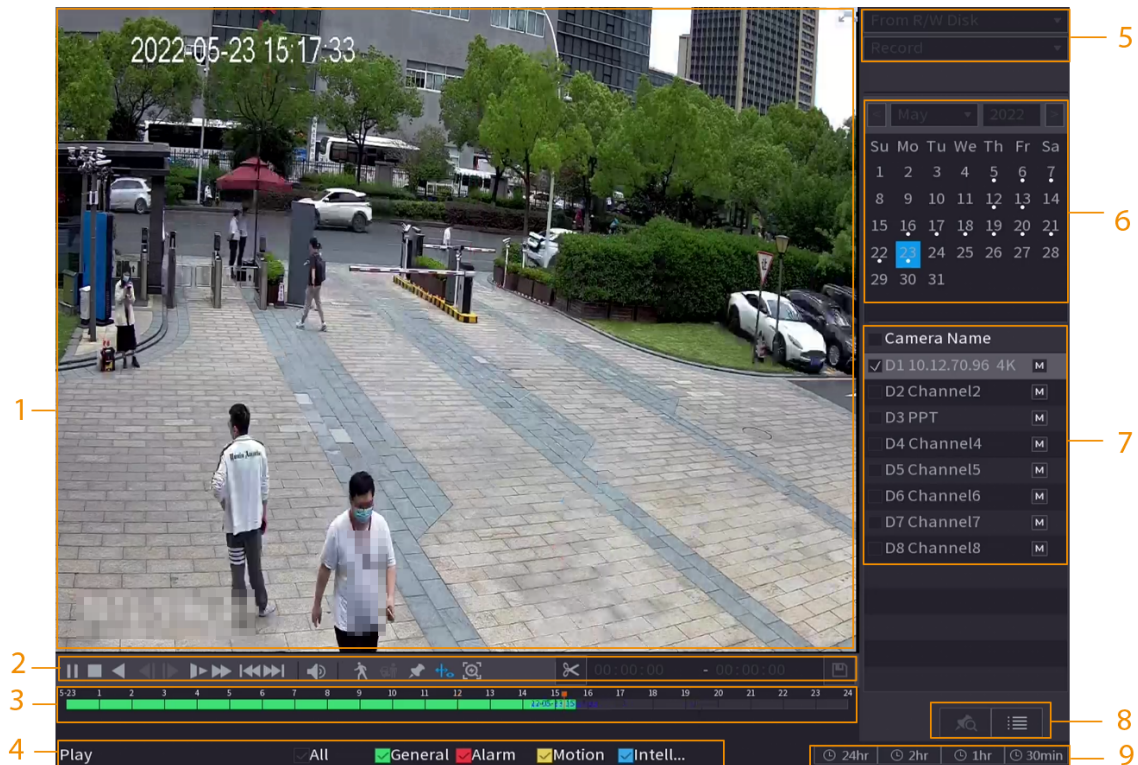 2022-05-23 15:17:33
From R/W Disk
Record
5
< May 2022 >
Su Mo Tu We Th Fr Sa
1 2 3 4 5 6 7
8 9 10 11 12 13 14
15 16 17 18 19 20 21
22 23 24 25 26 27 28
29 30 31
6
Camera Name
D1 10.12.70.96 4K M
D2 Channel2 M
D3 PPT M
D4 Channel4 M
D5 Channel5 M
D6 Channel6 M
D7 Channel7 M
D8 Channel8 M
7
1
2
00:00:00 - 00:00:00
3
5-23 1 2 3 4 5 6 7 8 9 10 11 12 13 14 15 16 17 18 19 20 21 22 23 24
8
4
Play All General Alarm Motion Intell...
24hr 2hr 1hr 30min
9